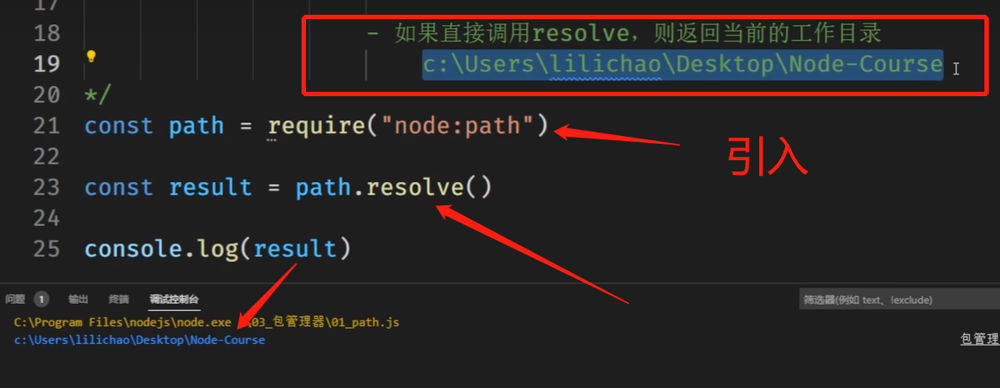 17
18 - 如果直接调用resolve，则返回当前的工作目录
19 c:\Users\lilichao\Desktop\Node-Course
20 */
21 const path = require("node:path")
引入
22
23 const result = path.resolve()
24
25 console.log(result)
问题 1 输出 终端 调试控制台 筛选器(例如 text、!exclude)
C:\Program Files\nodejs\node.exe \03_包管理器\01_path.js
c:\Users\lilichao\Desktop\Node-Course 包管理